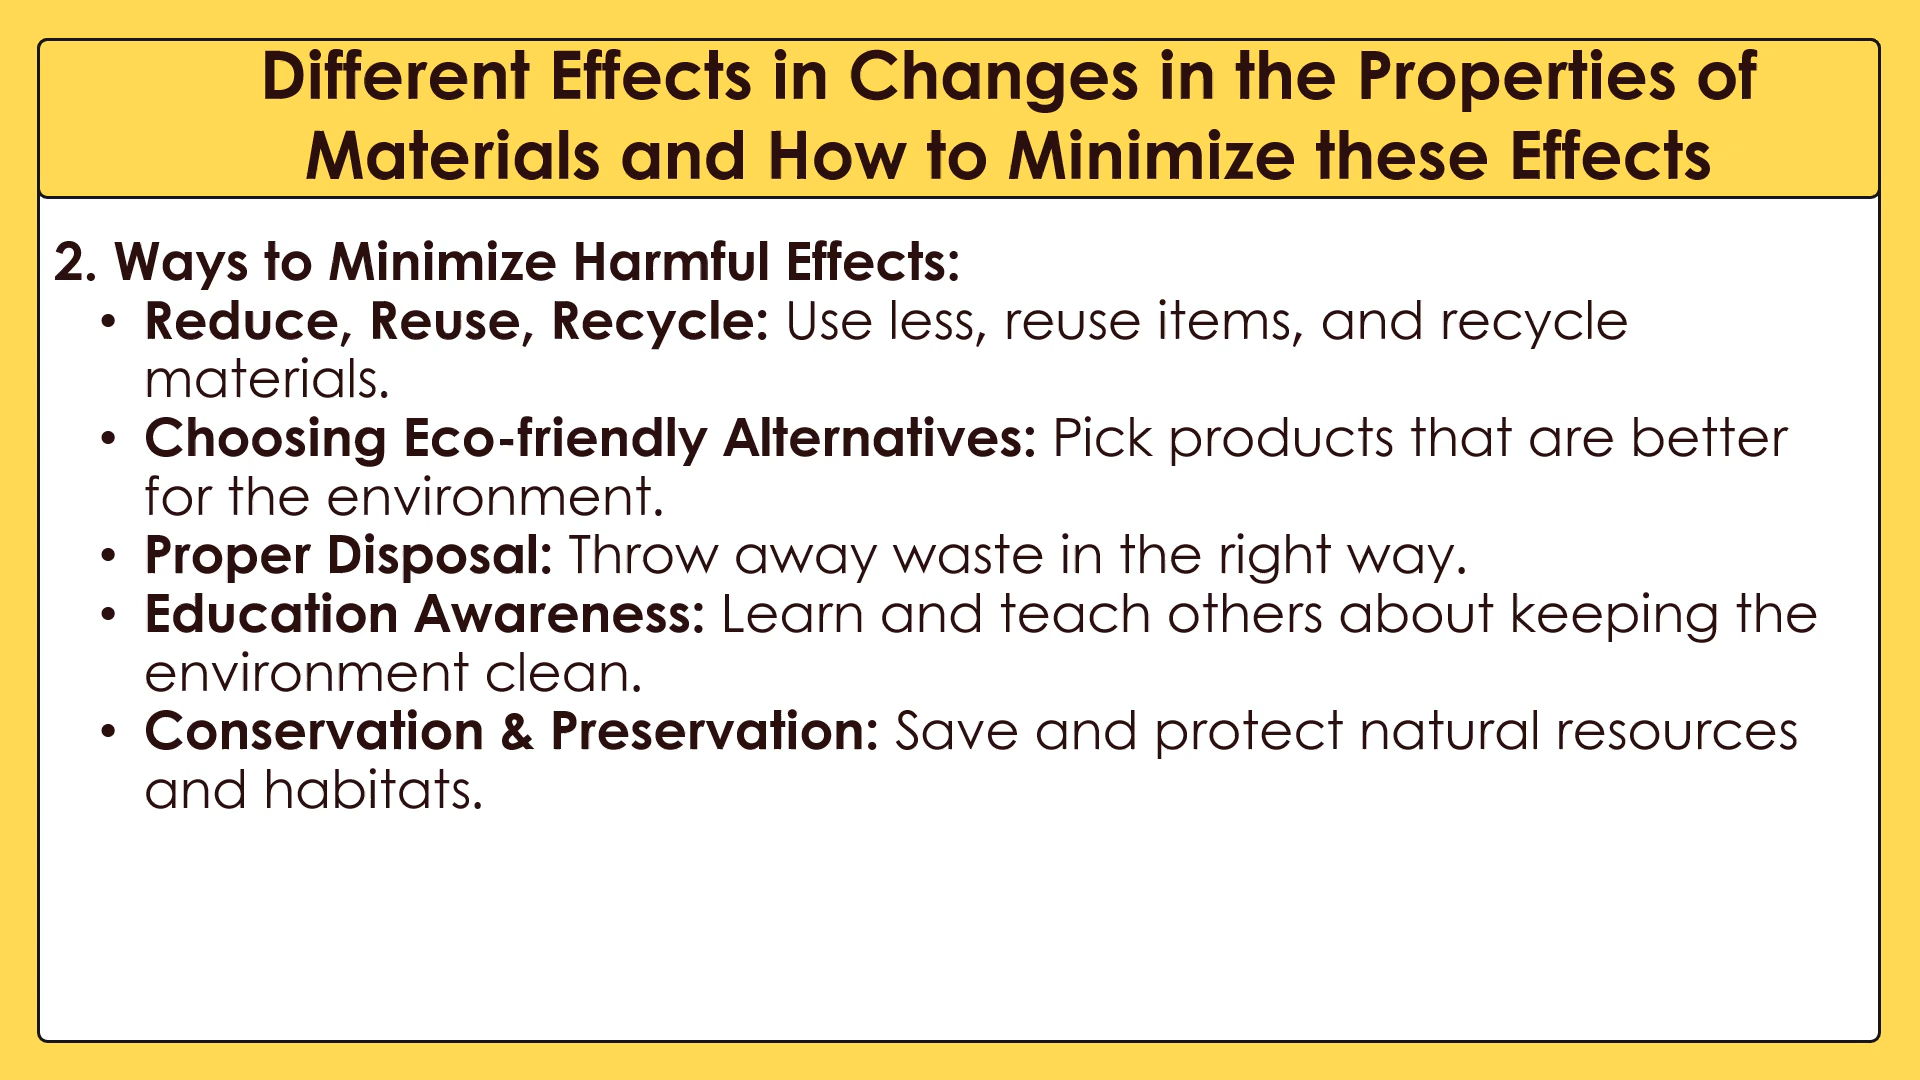 Different Effects in Changes in the Properties of
Materials and How to Minimize these Effects
2. Ways to Minimize Harmful Effects:
• Reduce, Reuse, Recycle: Use less, reuse items, and recycle
materials.
• Choosing Eco-friendly Alternatives: Pick products that are better
for the environment.
• Proper Disposal: Throw away waste in the right way.
• Education Awareness: Learn and teach others about keeping the
environment clean.
• Conservation & Preservation: Save and protect natural resources
and habitats.